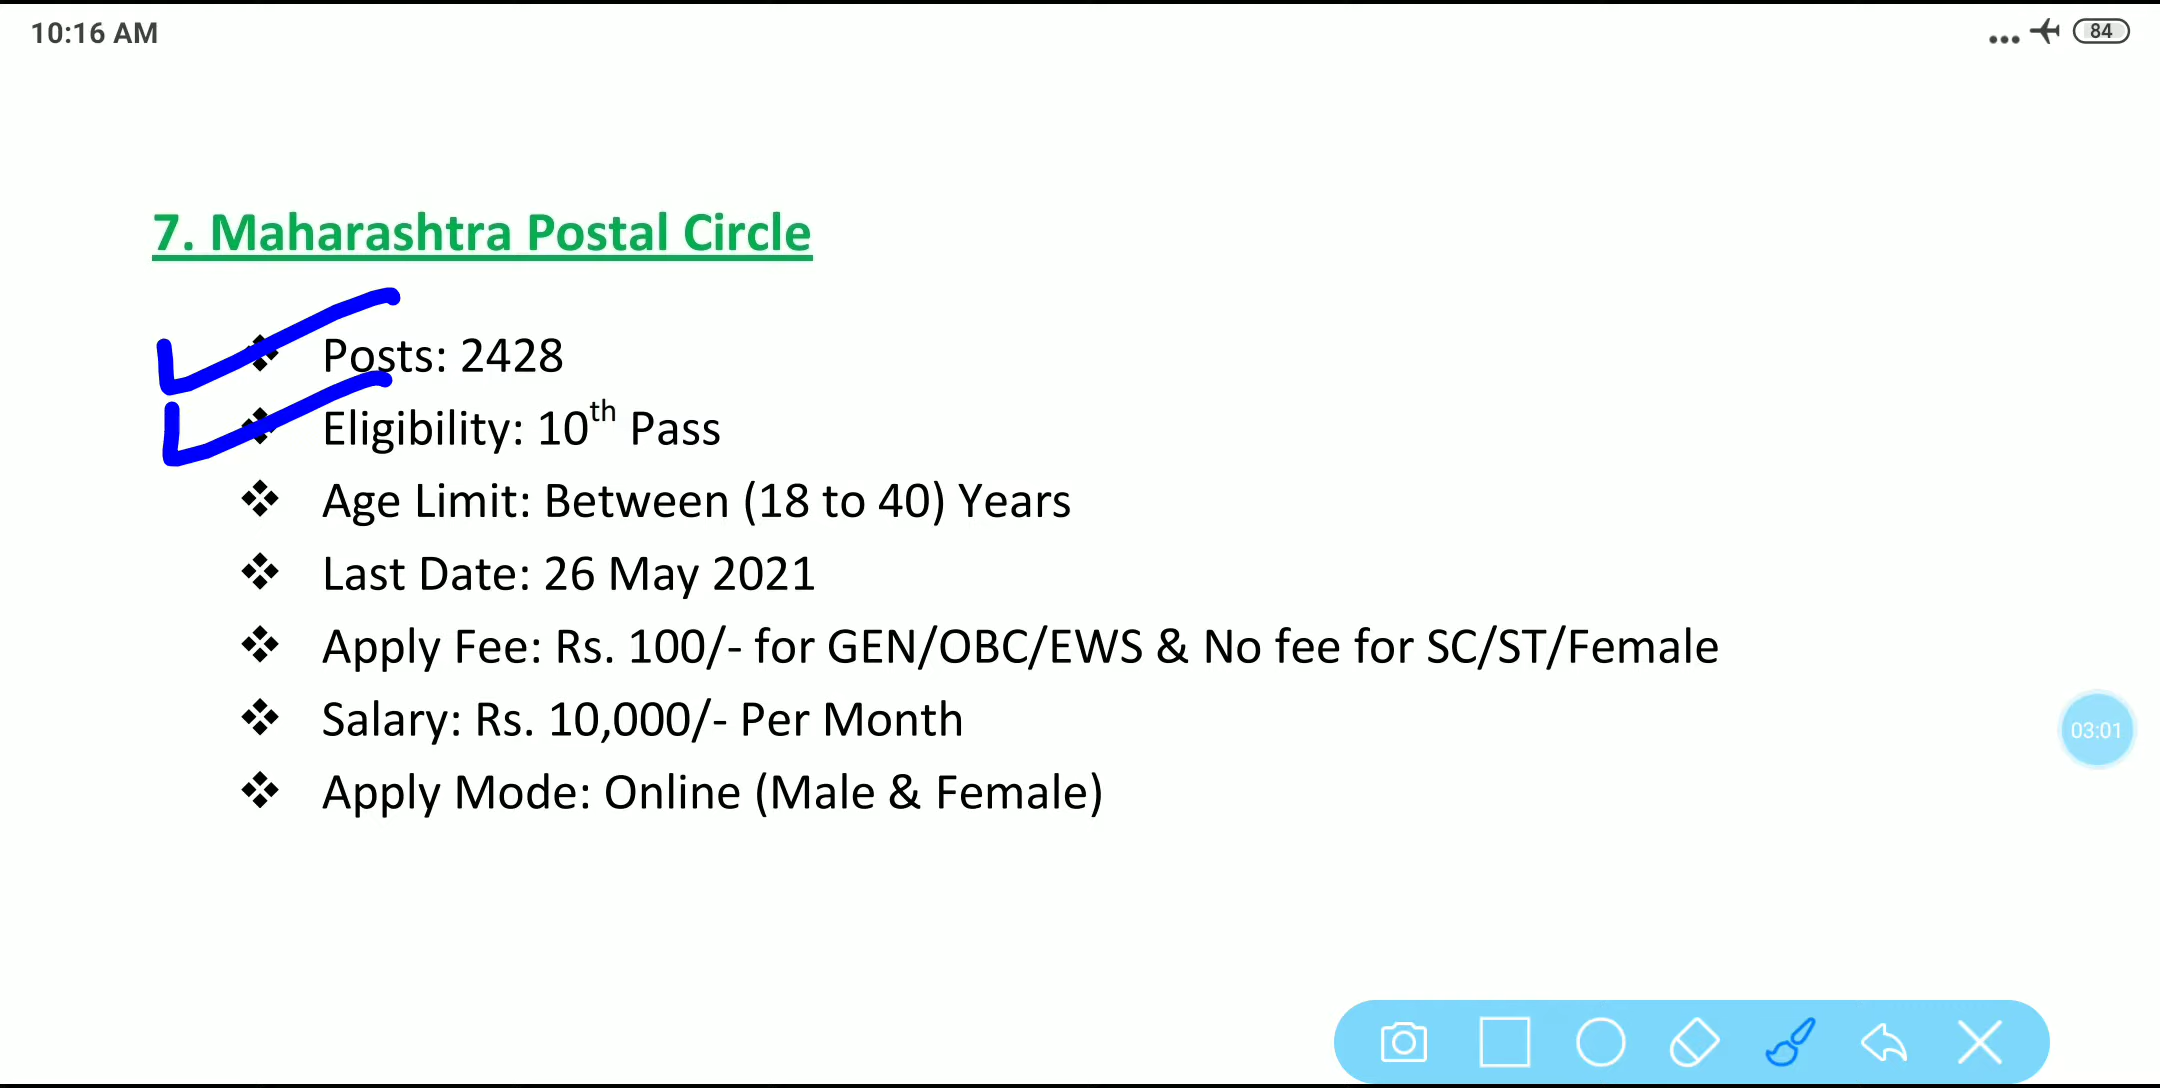 10:16 AM
84
7. Maharashtra Postal Circle
❖ Posts: 2428
❖ Eligibility: 10th Pass
❖ Age Limit: Between (18 to 40) Years
❖ Last Date: 26 May 2021
❖ Apply Fee: Rs. 100/- for GEN/OBC/EWS & No fee for SC/ST/Female
❖ Salary: Rs. 10,000/- Per Month
03:01
❖ Apply Mode: Online (Male & Female)